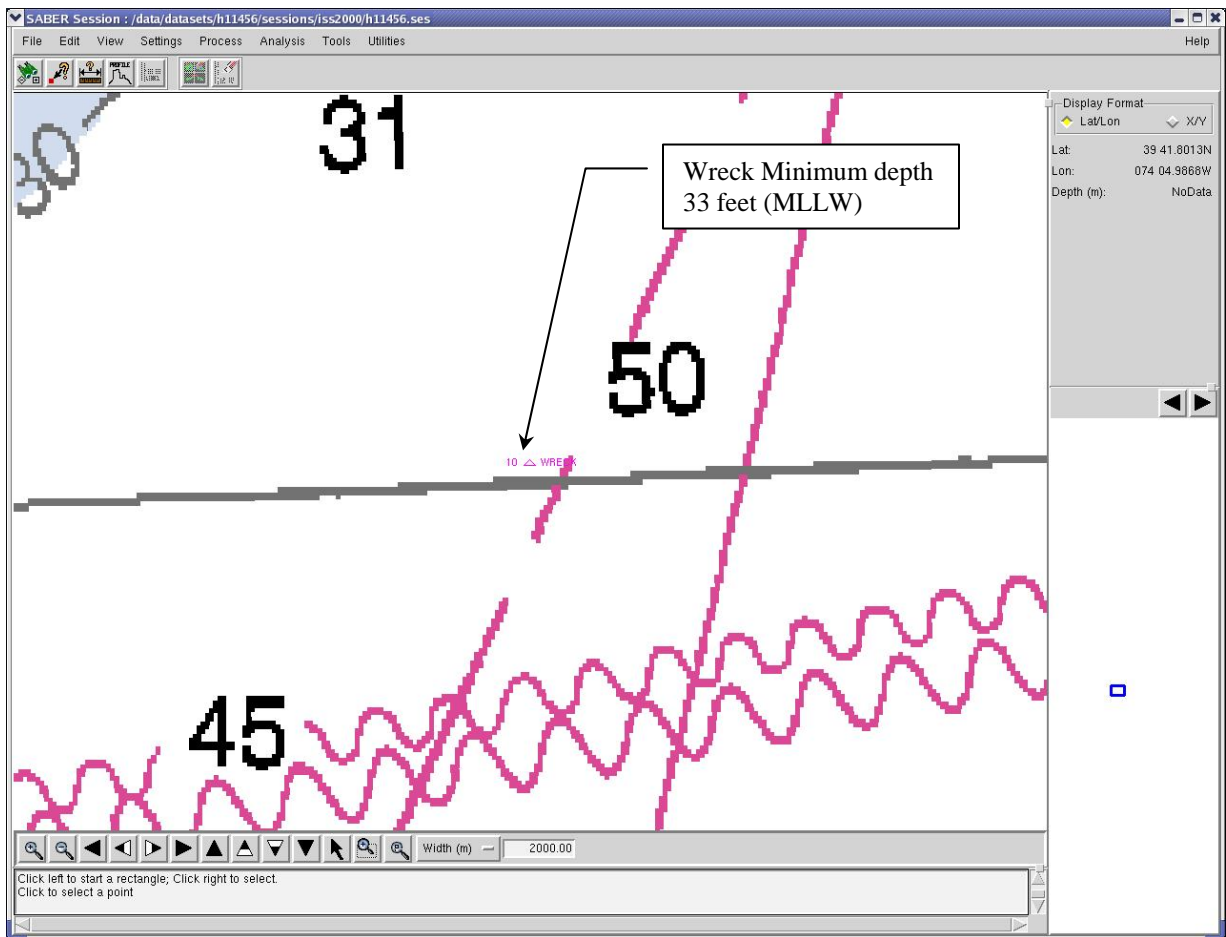 SABER Session : /data/datasets/h11456/sessions/iss2000/h11456.ses
File Edit View Settings Process Analysis Tools Utilities Help
PROFILE
Display Format
Lat/Lon X/Y
Lat: 39 41.8013N
Lon: 074 04.9868W
Depth (m): NoData
30
31
Wreck Minimum depth
33 feet (MLLW)
50
10 WRECK
45
Width (m) 2000.00
Click left to start a rectangle; Click right to select.
Click to select a point